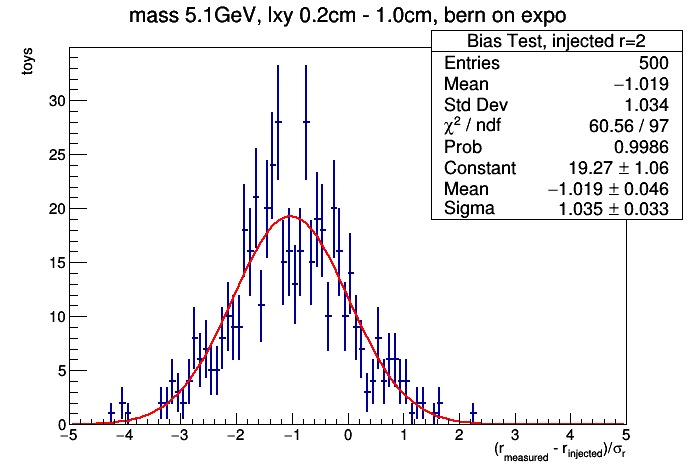 mass 5.1GeV, lxy 0.2cm - 1.0cm, bern on expo
Bias Test, injected r=2
Entries 500
Mean −1.019
Std Dev 1.034
χ² / ndf 60.56 / 97
Prob 0.9986
Constant 19.27 ± 1.06
Mean −1.019 ± 0.046
Sigma 1.035 ± 0.033
toys
30
25
20
15
10
5
0
−5 −4 −3 −2 −1 0 1 2 3 4 5
(r_measured - r_injected)/σ_r